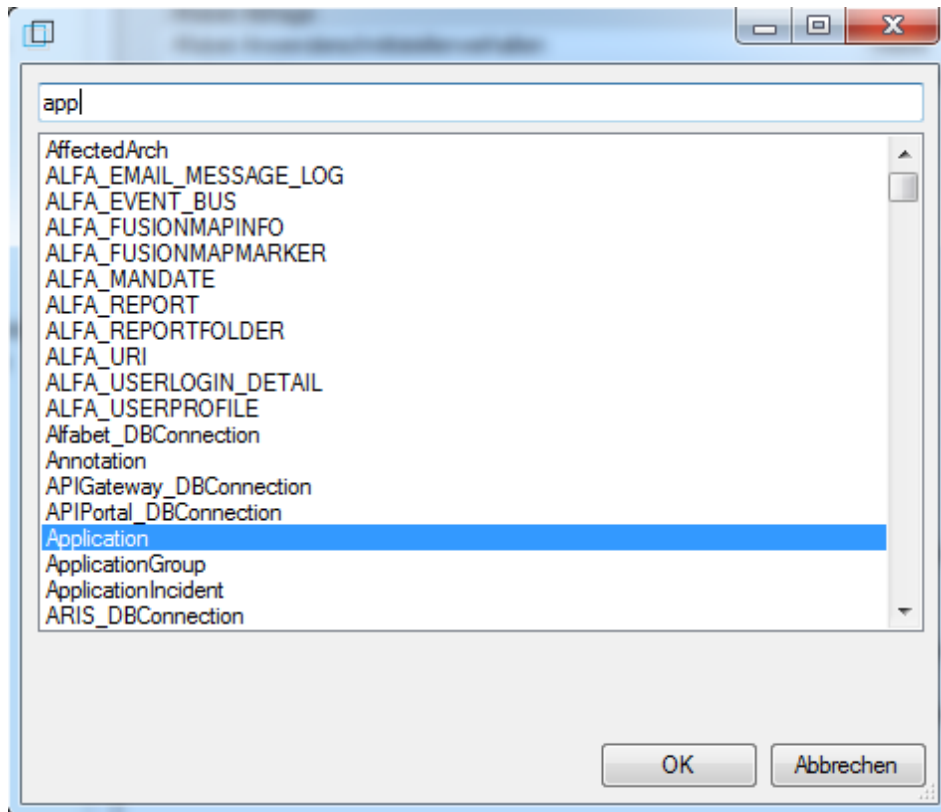 app
AffectedArch
ALFA_EMAIL_MESSAGE_LOG
ALFA_EVENT_BUS
ALFA_FUSIONMAPINFO
ALFA_FUSIONMAPMARKER
ALFA_MANDATE
ALFA_REPORT
ALFA_REPORTFOLDER
ALFA_URI
ALFA_USERLOGIN_DETAIL
ALFA_USERPROFILE
Alfabet_DBConnection
Annotation
APIGateway_DBConnection
APIPortal_DBConnection
Application
ApplicationGroup
ApplicationIncident
ARIS_DBConnection
OK Abbrechen